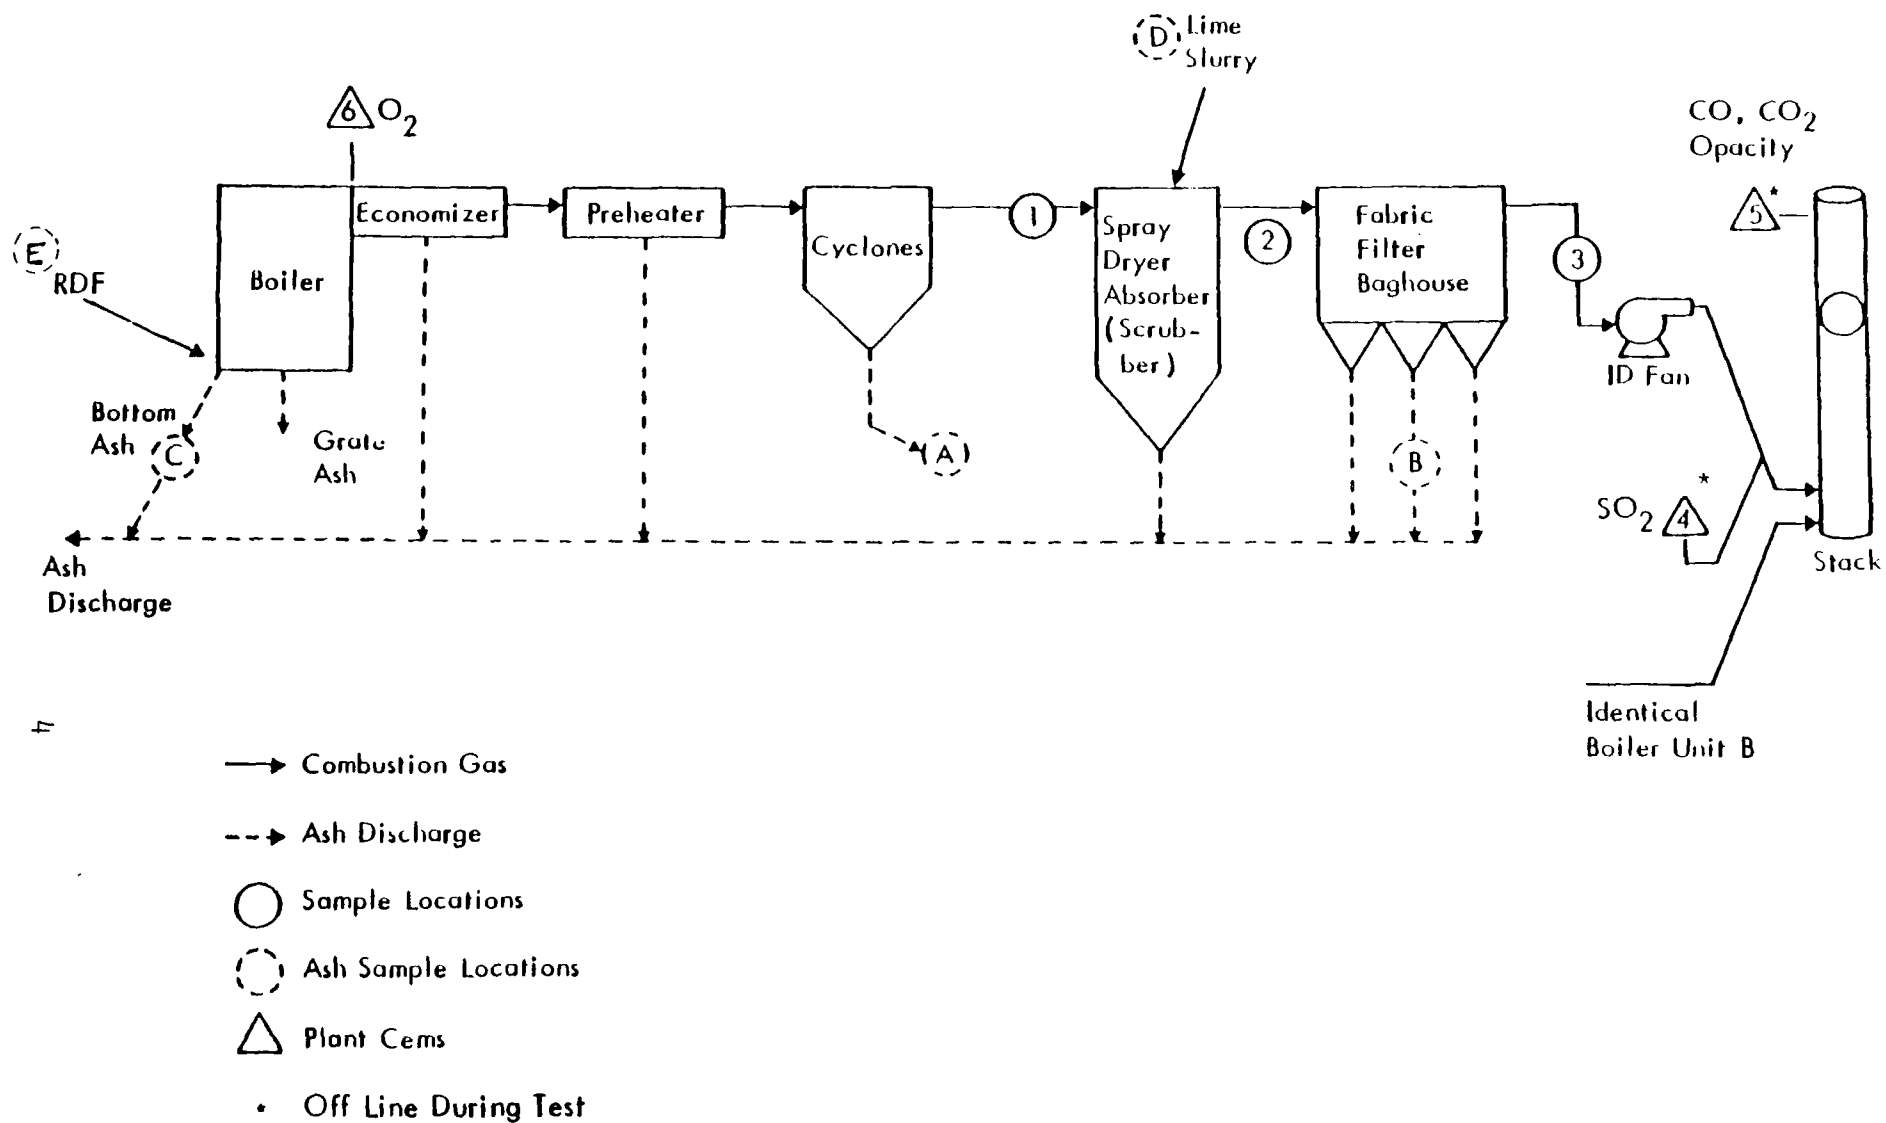 D Lime
Slurry
6 O2
CO, CO2
Opacity
5 *
E
RDF
Boiler
Economizer
Preheater
Cyclones
1
Spray
Dryer
Absorber
(Scrub-
ber)
2
Fabric
Filter
Baghouse
3
ID Fan
Bottom
Ash
C
Grate
Ash
A
B
*
SO2 4
Stack
Ash
Discharge
Identical
Boiler Unit B
4
Combustion Gas
Ash Discharge
Sample Locations
Ash Sample Locations
Plant Cems
* Off Line During Test